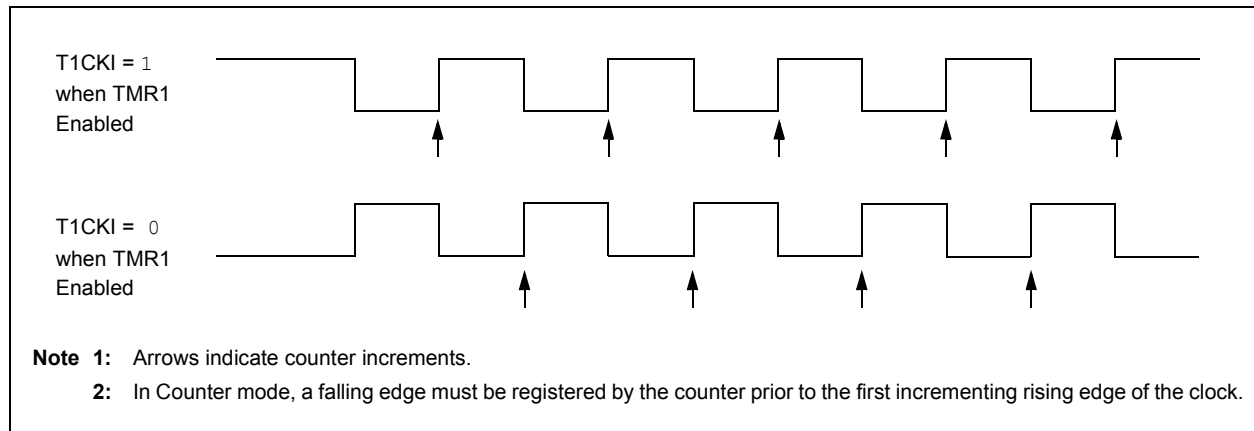 T1CKI = 1
when TMR1
Enabled
T1CKI = 0
when TMR1
Enabled
Note 1: Arrows indicate counter increments.
2: In Counter mode, a falling edge must be registered by the counter prior to the first incrementing rising edge of the clock.